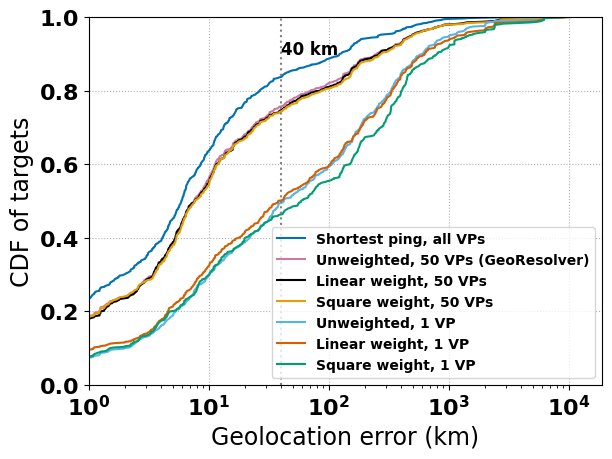 CDF of targets
1.0
0.8
0.6
0.4
0.2
0.0
40 km
Shortest ping, all VPs
Unweighted, 50 VPs (GeoResolver)
Linear weight, 50 VPs
Square weight, 50 VPs
Unweighted, 1 VP
Linear weight, 1 VP
Square weight, 1 VP
10⁰ 10¹ 10² 10³ 10⁴
Geolocation error (km)